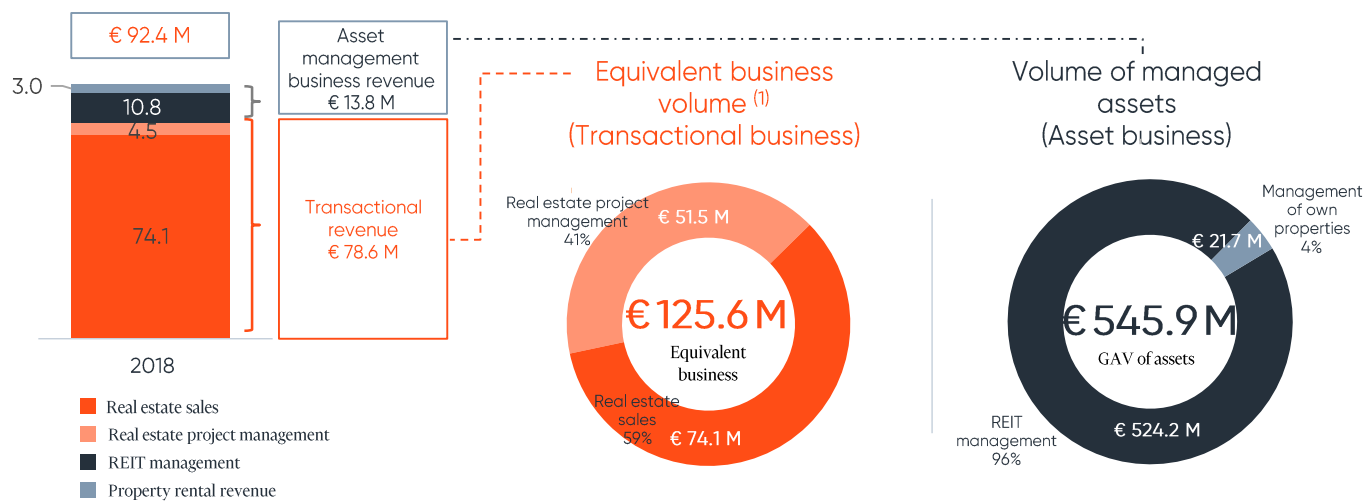 € 92.4 M
3.0
10.8
4.5
74.1
2018
Asset
management
business revenue
€ 13.8 M
Transactional
revenue
€ 78.6 M
Real estate sales
Real estate project management
REIT management
Property rental revenue
Equivalent business
volume (1)
(Transactional business)
Real estate project
management
41%
€ 51.5 M
€ 125.6 M
Equivalent
business
Real estate
sales
59%
€ 74.1 M
Volume of managed
assets
(Asset business)
Management
of own
properties
4%
€ 21.7 M
€ 545.9 M
GAV of assets
REIT
management
96%
€ 524.2 M